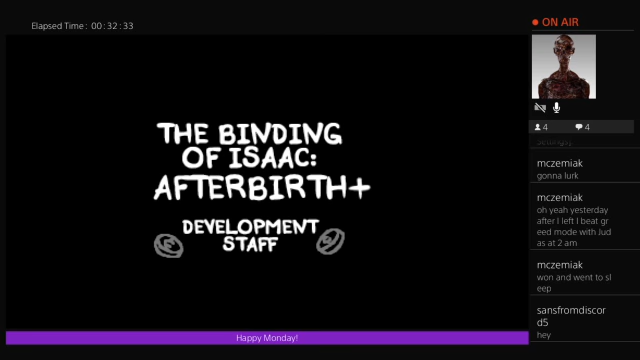 Elapsed Time : 00:32:33
ON AIR
4 4
THE BINDING
OF ISAAC:
AFTERBIRTH+
DEVELOPMENT
STAFF
Happy Monday!
settings)
mczemiak
gonna lurk
mczemiak
oh yeah yesterday
after I left I beat gr
eed mode with Jud
as at 2 am
mczemiak
won and went to sl
eep
sansfromdiscor
d5
hey